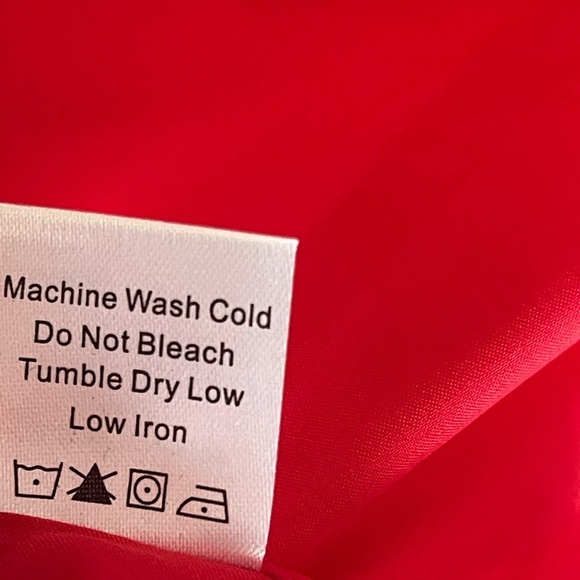 Machine Wash Cold
Do Not Bleach
Tumble Dry Low
Low Iron